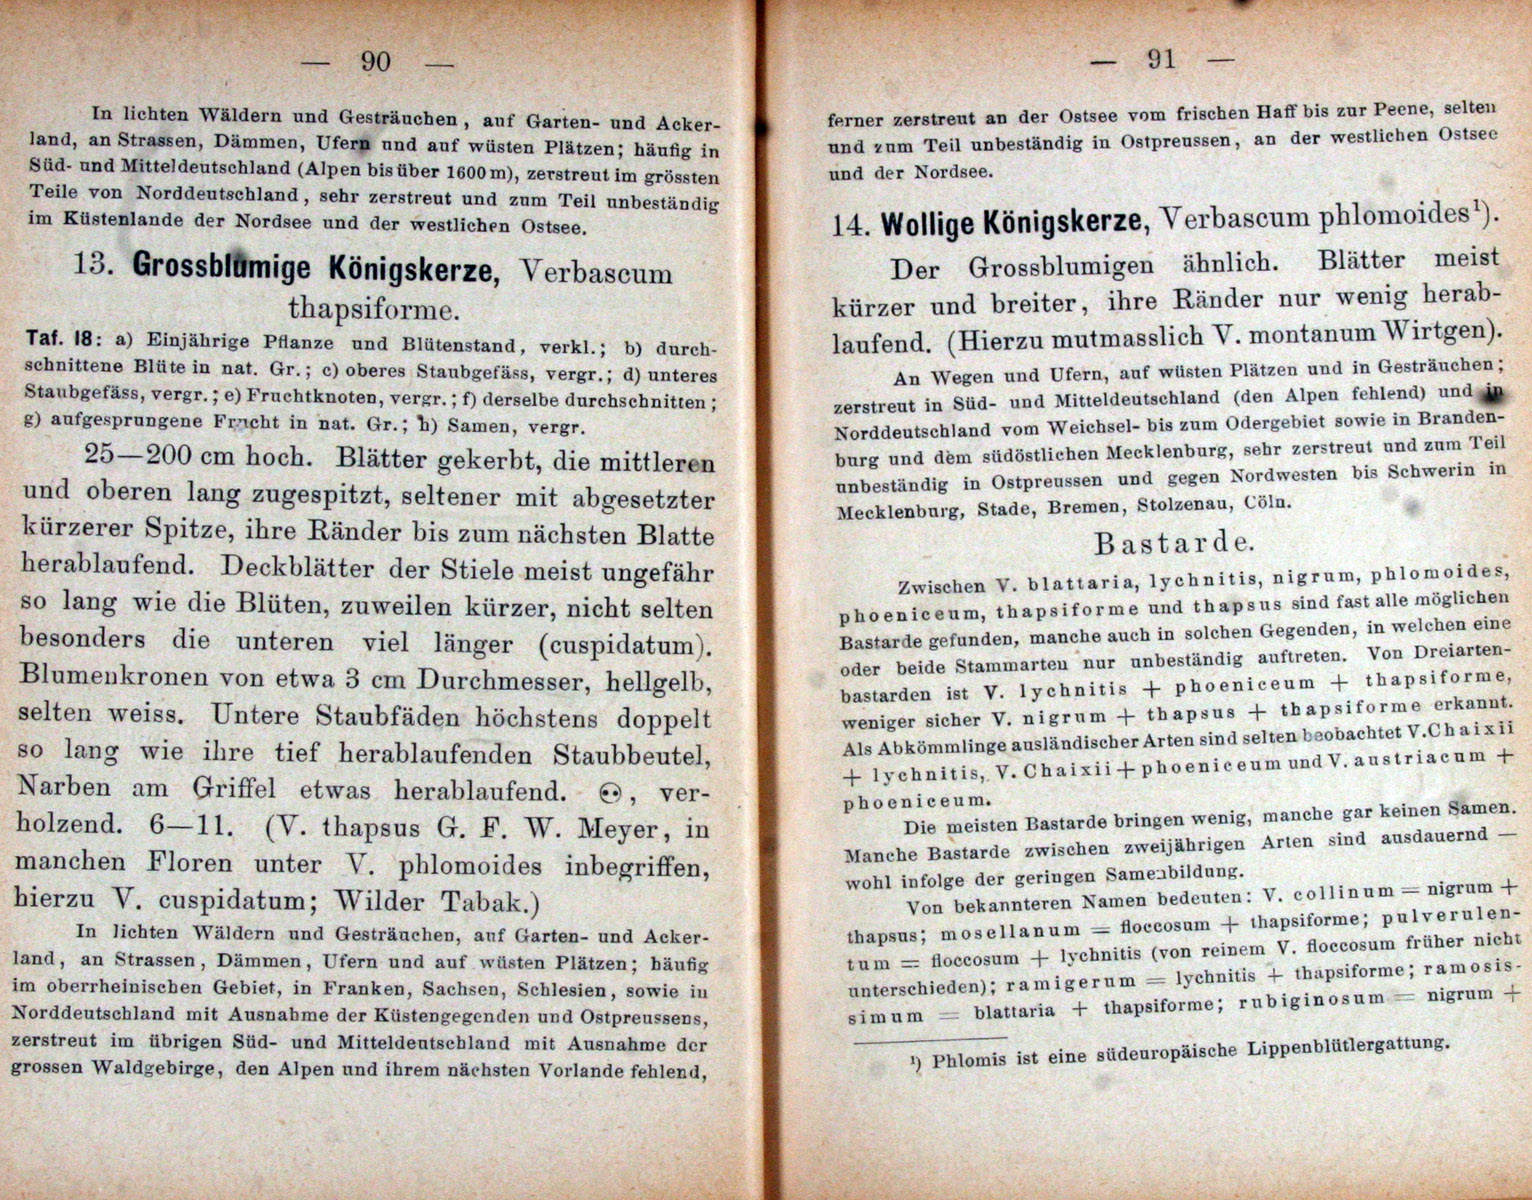 — 90 —
In lichten Wäldern und Gesträuchen, auf Garten- und Acker-
land, an Strassen, Dämmen, Ufern und auf wüsten Plätzen; häufig in
Süd- und Mitteldeutschland (Alpen bis über 1600 m), zerstreut im grössten
Teile von Norddeutschland, sehr zerstreut und zum Teil unbeständig
im Küstenlande der Nordsee und der westlichen Ostsee.
13. Grossblumige Königskerze, Verbascum
thapsiforme.
Taf. 18: a) Einjährige Pflanze und Blütenstand, verkl.; b) durch-
schnittene Blüte in nat. Gr.; c) oberes Staubgefäss, vergr.; d) unteres
Staubgefäss, vergr.; e) Fruchtknoten, vergr.; f) derselbe durchschnitten;
g) aufgesprungene Frucht in nat. Gr.; h) Samen, vergr.
25—200 cm hoch. Blätter gekerbt, die mittleren
und oberen lang zugespitzt, seltener mit abgesetzter
kürzerer Spitze, ihre Ränder bis zum nächsten Blatte
herablaufend. Deckblätter der Stiele meist ungefähr
so lang wie die Blüten, zuweilen kürzer, nicht selten
besonders die unteren viel länger (cuspidatum).
Blumenkronen von etwa 3 cm Durchmesser, hellgelb,
selten weiss. Untere Staubfäden höchstens doppelt
so lang wie ihre tief herablaufenden Staubbeutel,
Narben am Griffel etwas herablaufend. ⚇, ver-
holzend. 6—11. (V. thapsus G. F. W. Meyer, in
manchen Floren unter V. phlomoides inbegriffen,
hierzu V. cuspidatum; Wilder Tabak.)
In lichten Wäldern und Gesträuchen, auf Garten- und Acker-
land, an Strassen, Dämmen, Ufern und auf wüsten Plätzen; häufig
im oberrheinischen Gebiet, in Franken, Sachsen, Schlesien, sowie in
Norddeutschland mit Ausnahme der Küstengegenden und Ostpreussens,
zerstreut im übrigen Süd- und Mitteldeutschland mit Ausnahme der
grossen Waldgebirge, den Alpen und ihrem nächsten Vorlande fehlend,
— 91 —
ferner zerstreut an der Ostsee vom frischen Haff bis zur Peene, selten
und zum Teil unbeständig in Ostpreussen, an der westlichen Ostsee
und der Nordsee.
14. Wollige Königskerze, Verbascum phlomoides¹).
Der Grossblumigen ähnlich. Blätter meist
kürzer und breiter, ihre Ränder nur wenig herab-
laufend. (Hierzu mutmasslich V. montanum Wirtgen).
An Wegen und Ufern, auf wüsten Plätzen und in Gesträuchen;
zerstreut in Süd- und Mitteldeutschland (den Alpen fehlend) und in
Norddeutschland vom Weichsel- bis zum Odergebiet sowie in Branden-
burg und dem südöstlichen Mecklenburg, sehr zerstreut und zum Teil
unbeständig in Ostpreussen und gegen Nordwesten bis Schwerin in
Mecklenburg, Stade, Bremen, Stolzenau, Cöln.
Bastarde.
Zwischen V. blattaria, lychnitis, nigrum, phlomoides,
phoeniceum, thapsiforme und thapsus sind fast alle möglichen
Bastarde gefunden, manche auch in solchen Gegenden, in welchen eine
oder beide Stammarten nur unbeständig auftreten. Von Dreiarten-
bastarden ist V. lychnitis + phoeniceum + thapsiforme,
weniger sicher V. nigrum + thapsus + thapsiforme erkannt.
Als Abkömmlinge ausländischer Arten sind selten beobachtet V. Chaixii
+ lychnitis, V. Chaixii + phoeniceum und V. austriacum +
phoeniceum.
Die meisten Bastarde bringen wenig, manche gar keinen Samen.
Manche Bastarde zwischen zweijährigen Arten sind ausdauernd —
wohl infolge der geringen Samenbildung.
Von bekannteren Namen bedeuten: V. collinum = nigrum +
thapsus; mosellanum = floccosum + thapsiforme; pulverulen-
tum = floccosum + lychnitis (von reinem V. floccosum früher nicht
unterschieden); ramigerum = lychnitis + thapsiforme; ramosis-
simum = blattaria + thapsiforme; rubiginosum = nigrum +
¹) Phlomis ist eine südeuropäische Lippenblütlergattung.